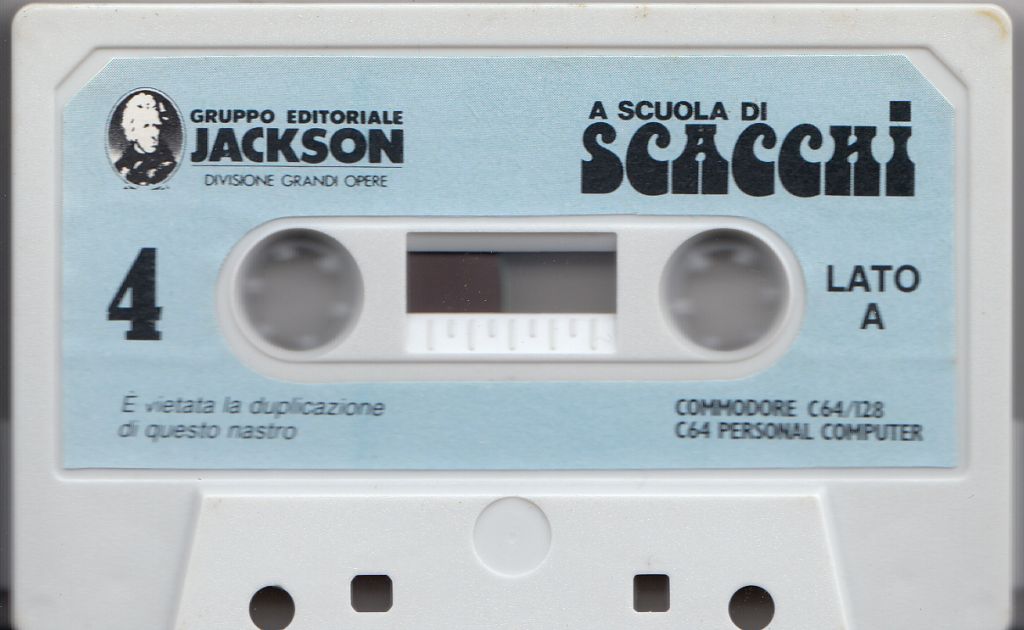 GRUPPO EDITORIALE
JACKSON
DIVISIONE GRANDI OPERE
A SCUOLA DI
SCACCHI
4
LATO
A
È vietata la duplicazione
di questo nastro
COMMODORE C64/128
C64 PERSONAL COMPUTER